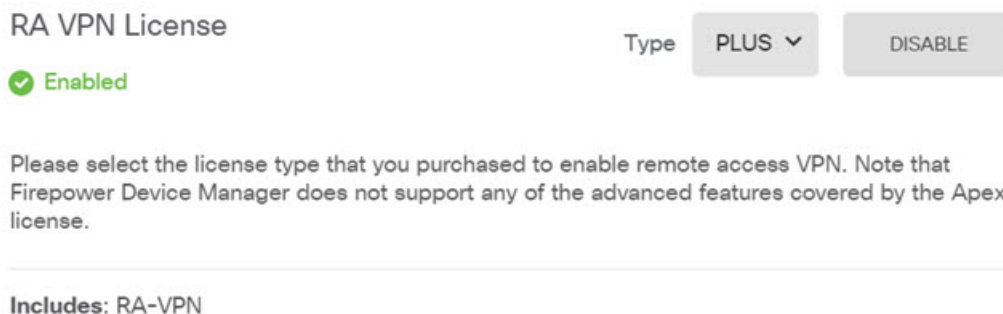 RA VPN License
Type PLUS DISABLE
Enabled
Please select the license type that you purchased to enable remote access VPN. Note that
Firepower Device Manager does not support any of the advanced features covered by the Apex
license.
Includes: RA-VPN